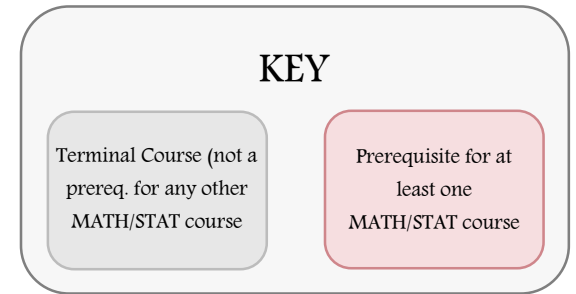 KEY
Terminal Course (not a
prereq. for any other
MATH/STAT course
Prerequisite for at
least one
MATH/STAT course